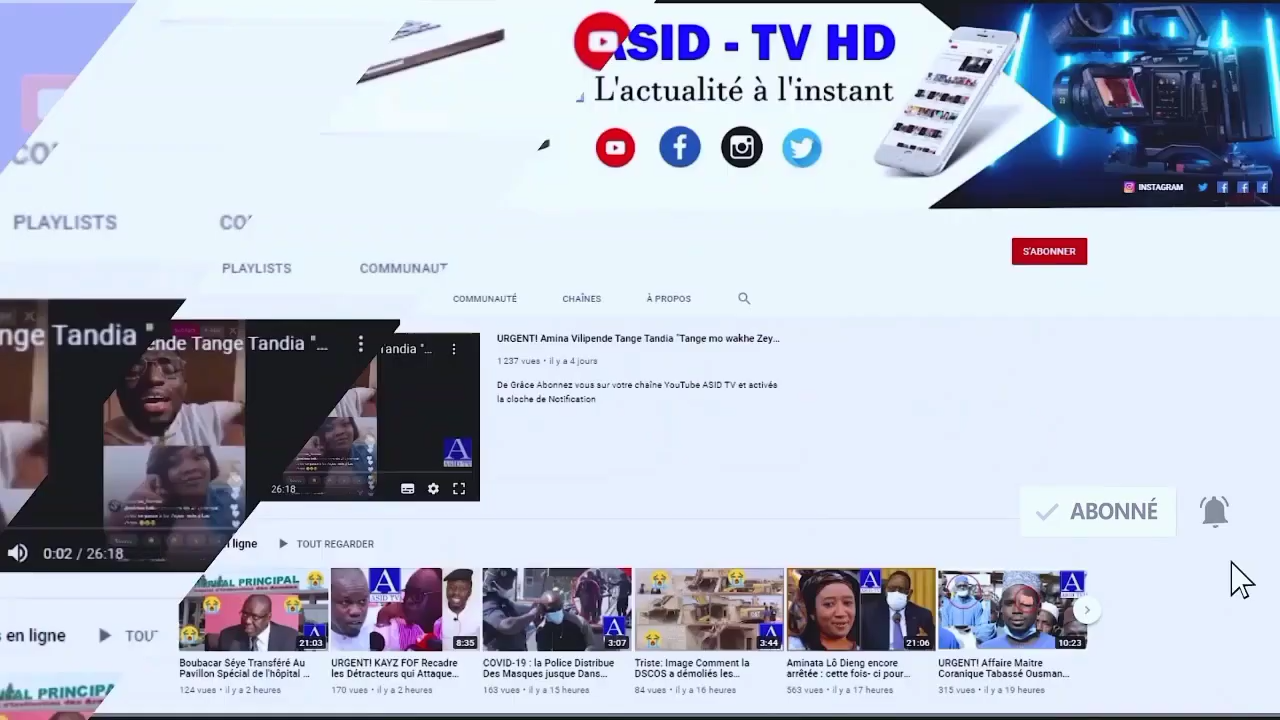 ASID - TV HD
L'actualité à l'instant
INSTAGRAM
PLAYLISTS
PLAYLISTS
COMMUNAUT
S'ABONNER
COMMUNAUTÉ
CHAÎNES
À PROPOS
nge Tandia "
ende Tange Tandia "...
andia "...
URGENT! Amina Vilipende Tange Tandia "Tange mo wakhe Zey...
1 237 vues • il y a 4 jours
De Grâce Abonnez vous sur votre chaîne YouTube ASID TV et activés
la cloche de Notification
A
ASID TV
26:18
0:02 / 26:18
ABONNÉ
ligne
TOUT REGARDER
s en ligne
TOU
21:03
8:35
3:07
3:44
21:06
10:23
Boubacar Séye Transféré Au
Pavillon Spécial de l'hôpital ...
124 vues • il y a 2 heures
URGENT! KAYZ FOF Recadre
les Détracteurs qui Attaque...
170 vues • il y a 2 heures
COVID-19 : la Police Distribue
Des Masques jusque Dans...
163 vues • il y a 15 heures
Triste: Image Comment la
DSCOS a démoliés les...
84 vues • il y a 16 heures
Aminata Lô Dieng encore
arrêtée : cette fois- ci pour...
563 vues • il y a 17 heures
URGENT! Affaire Maitre
Coranique Tabassé Ousman...
315 vues • il y a 19 heures